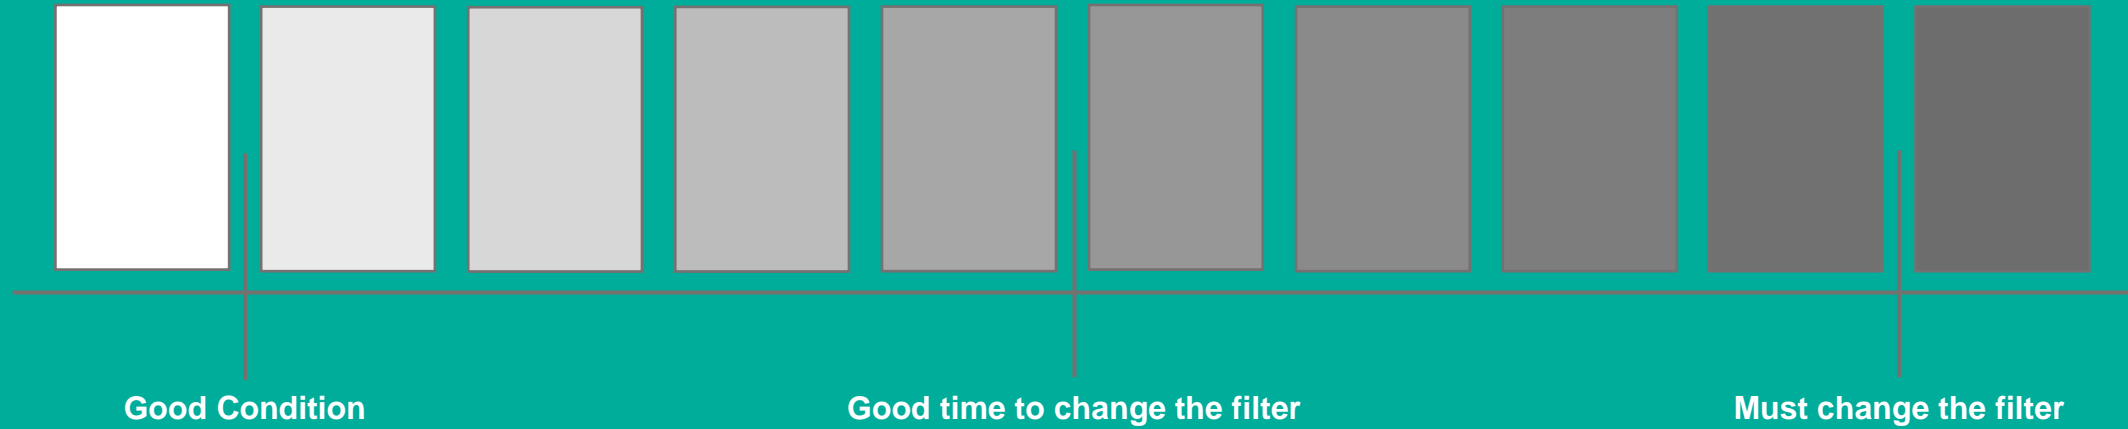 Good Condition
Good time to change the filter
Must change the filter